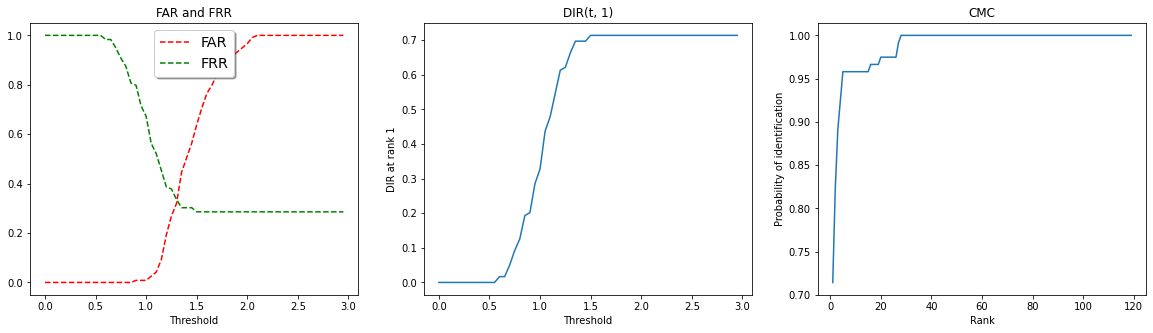 FAR and FRR
FAR
FRR
1.0
0.8
0.6
0.4
0.2
0.0
0.0 0.5 1.0 1.5 2.0 2.5 3.0
Threshold
DIR(t, 1)
DIR at rank 1
0.7
0.6
0.5
0.4
0.3
0.2
0.1
0.0
0.0 0.5 1.0 1.5 2.0 2.5 3.0
Threshold
CMC
Probability of identification
1.00
0.95
0.90
0.85
0.80
0.75
0.70
0 20 40 60 80 100 120
Rank